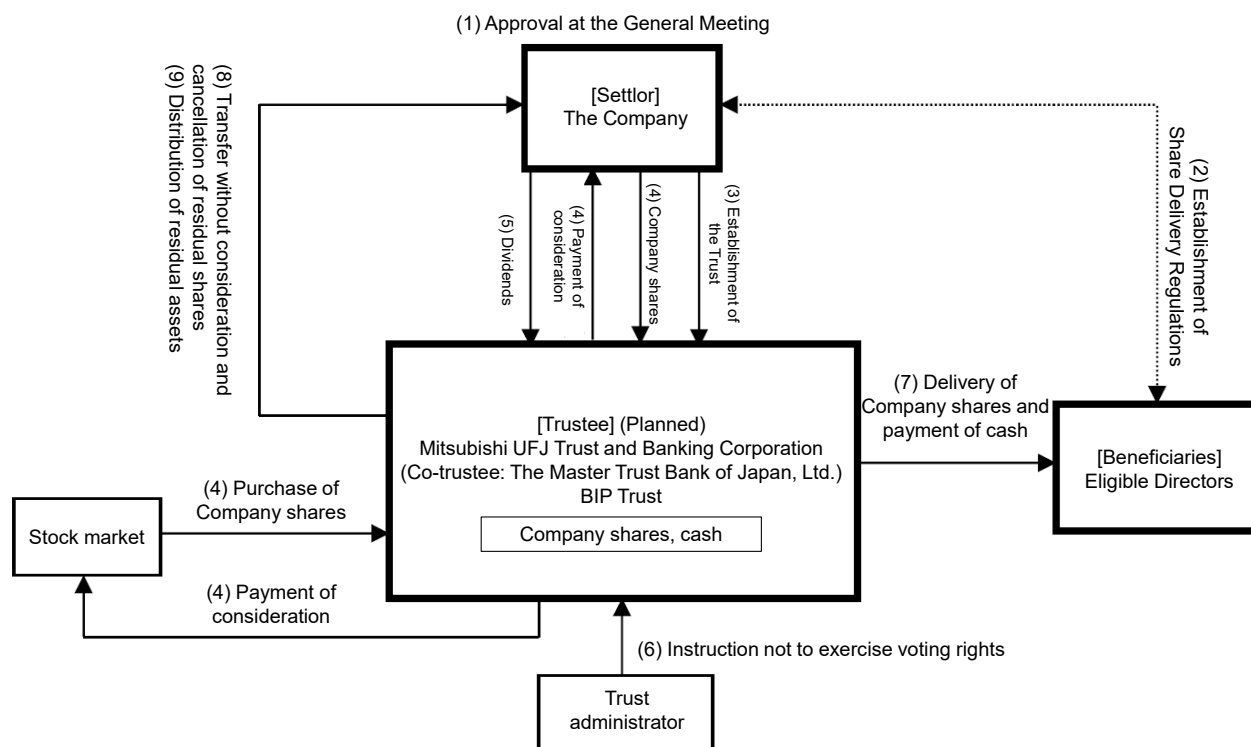 (1) Approval at the General Meeting
[Settlor]
The Company
(8) Transfer without consideration and
cancellation of residual shares
(9) Distribution of residual assets
(5) Dividends
(4) Payment of
consideration
(4) Company shares
(3) Establishment of
the Trust
(2) Establishment of
Share Delivery Regulations
[Trustee] (Planned)
Mitsubishi UFJ Trust and Banking Corporation
(Co-trustee: The Master Trust Bank of Japan, Ltd.)
BIP Trust
Company shares, cash
(7) Delivery of
Company shares and
payment of cash
[Beneficiaries]
Eligible Directors
(4) Purchase of
Company shares
Stock market
(4) Payment of
consideration
(6) Instruction not to exercise voting rights
Trust
administrator